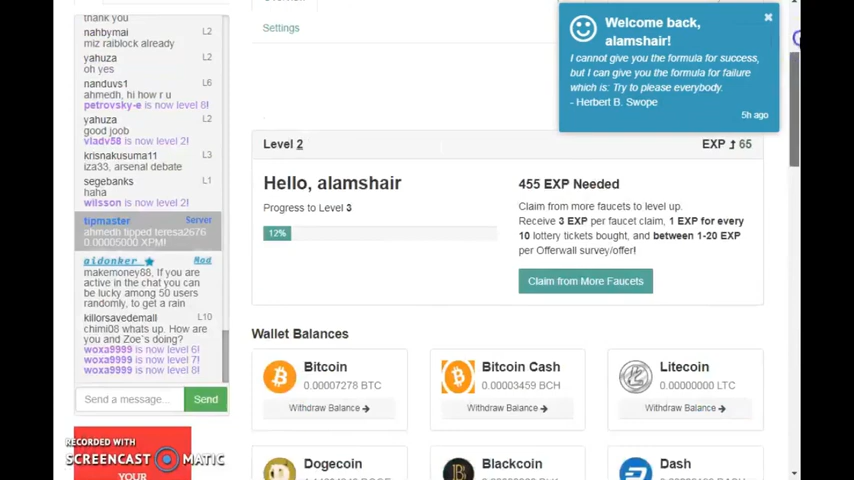 thank you
nahbymai L2
miz raiblock already
yahuza L2
oh yes
nanduvs1 L6
ahmedh, hi how r u
petrovsky-e is now level 8!
yahuza L2
good joob
vladv58 is now level 2!
krisnakusuma11 L3
iza33, arsenal debate
segebanks L1
haha
wilsson is now level 2!
tipmaster Server
ahmedh tipped teresa2676
0.00005000 XPM!
aidonker Mod
makemoney88, If you are
active in the chat you can
be lucky among 50 users
randomly, to get a rain
killorsavedemall L10
chimi08 whats up. How are
you and Zoe`s doing?
woxa9999 is now level 6!
woxa9999 is now level 7!
woxa9999 is now level 8!
Send a message... Send
RECORDED WITH
SCREENCAST MATIC
YOUR
Settings
Welcome back,
alamshair!
I cannot give you the formula for success,
but I can give you the formula for failure
which is: Try to please everybody.
- Herbert B. Swope
5h ago
Level 2 EXP 65
Hello, alamshair
Progress to Level 3
12%
455 EXP Needed
Claim from more faucets to level up.
Receive 3 EXP per faucet claim, 1 EXP for every
10 lottery tickets bought, and between 1-20 EXP
per Offerwall survey/offer!
Claim from More Faucets
Wallet Balances
Bitcoin
0.00007278 BTC
Withdraw Balance
Bitcoin Cash
0.00003459 BCH
Withdraw Balance
Litecoin
0.00000000 LTC
Withdraw Balance
Dogecoin
Blackcoin
Dash